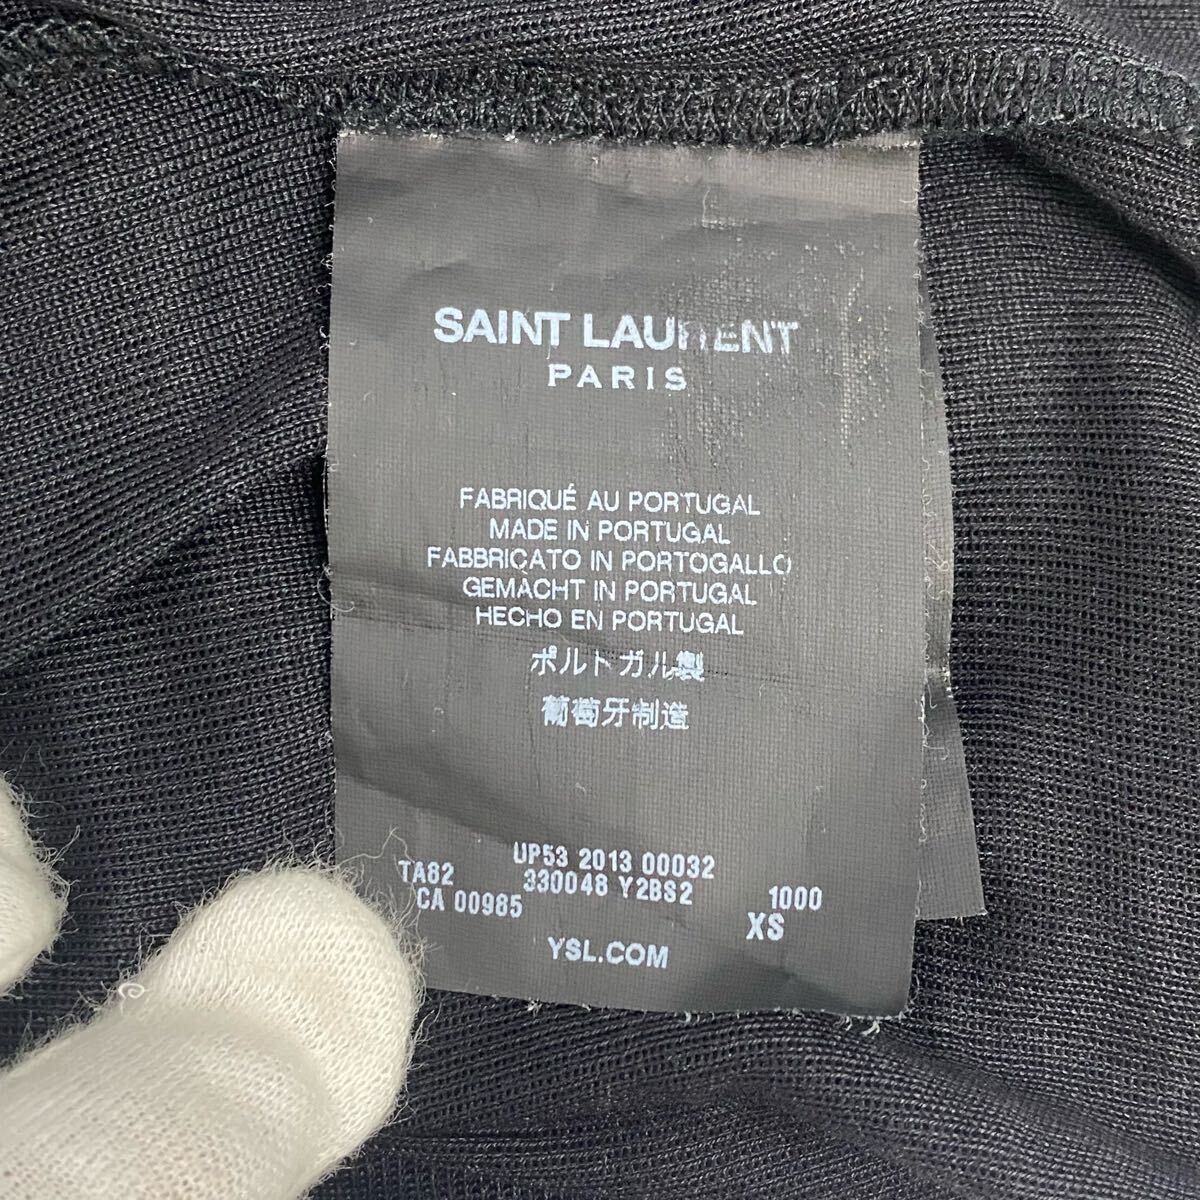 SAINT LAURENT
PARIS
FABRIQUÉ AU PORTUGAL
MADE IN PORTUGAL
FABBRICATO IN PORTOGALLO
GEMACHT IN PORTUGAL
HECHO EN PORTUGAL
ポルトガル製
葡萄牙制造
UP53 2013 00032
TA82 330048 Y2BS2 1000
CA 00985 XS
YSL.COM